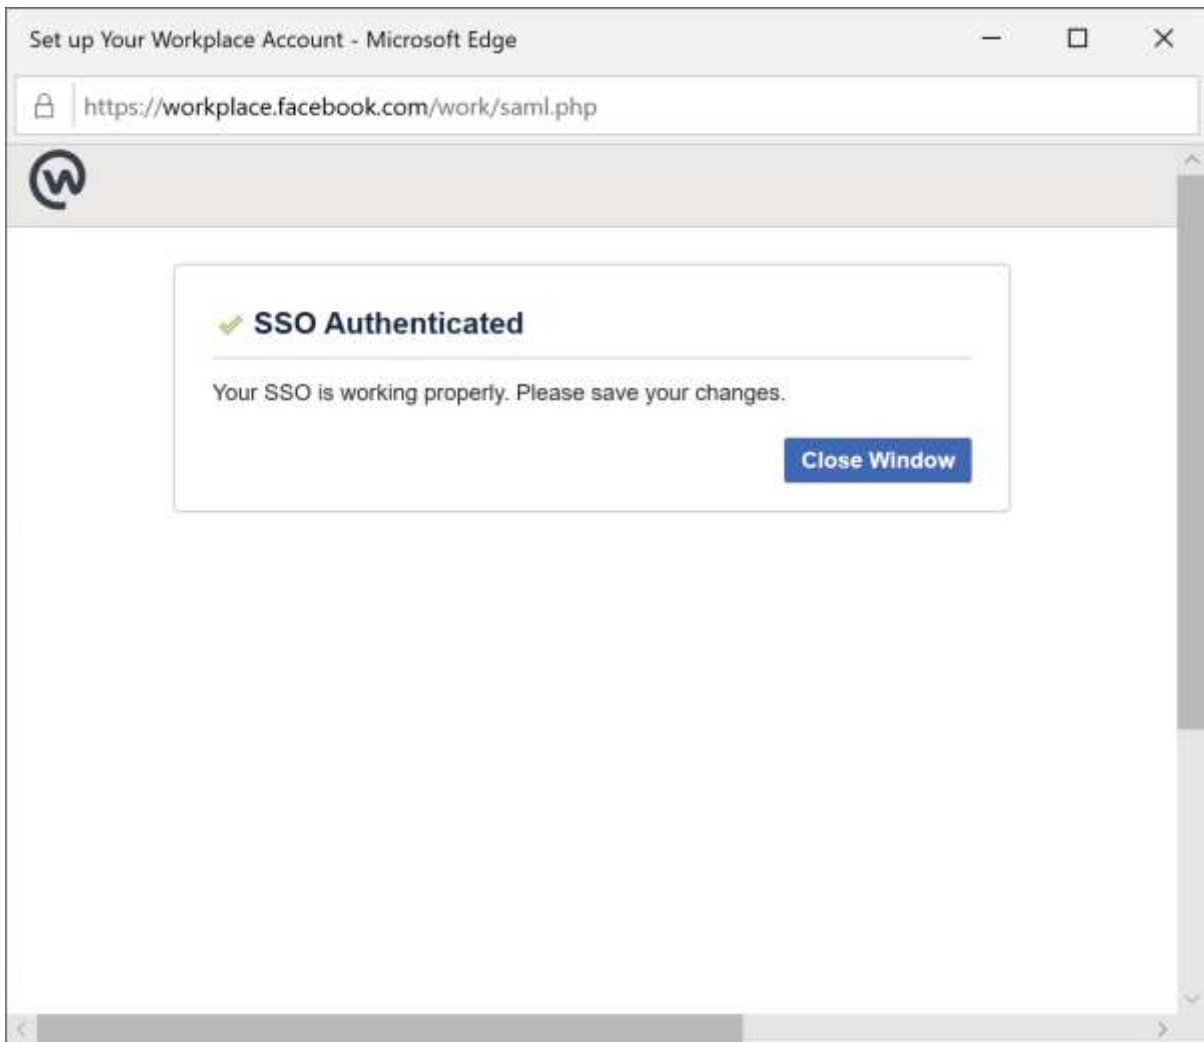 Set up Your Workplace Account - Microsoft Edge
https://workplace.facebook.com/work/saml.php
SSO Authenticated
Your SSO is working properly. Please save your changes.
Close Window